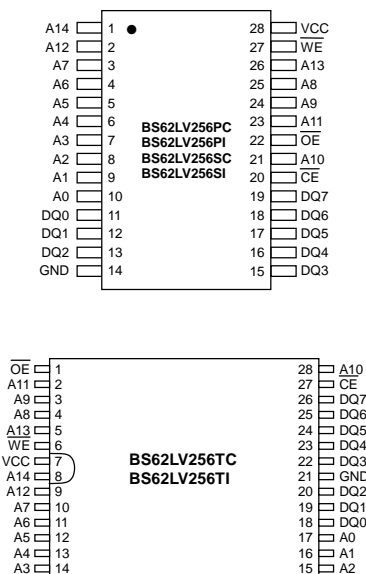 A14 1 28 VCC
A12 2 27 WE
A7 3 26 A13
A6 4 25 A8
A5 5 24 A9
A4 6 23 A11
A3 7 22 OE
A2 8 21 A10
A1 9 20 CE
A0 10 19 DQ7
DQ0 11 18 DQ6
DQ1 12 17 DQ5
DQ2 13 16 DQ4
GND 14 15 DQ3
BS62LV256PC
BS62LV256PI
BS62LV256SC
BS62LV256SI
OE 1 28 A10
A11 2 27 CE
A9 3 26 DQ7
A8 4 25 DQ6
A13 5 24 DQ5
WE 6 23 DQ4
VCC 7 22 DQ3
A14 8 21 GND
A12 9 20 DQ2
A7 10 19 DQ1
A6 11 18 DQ0
A5 12 17 A0
A4 13 16 A1
A3 14 15 A2
BS62LV256TC
BS62LV256TI